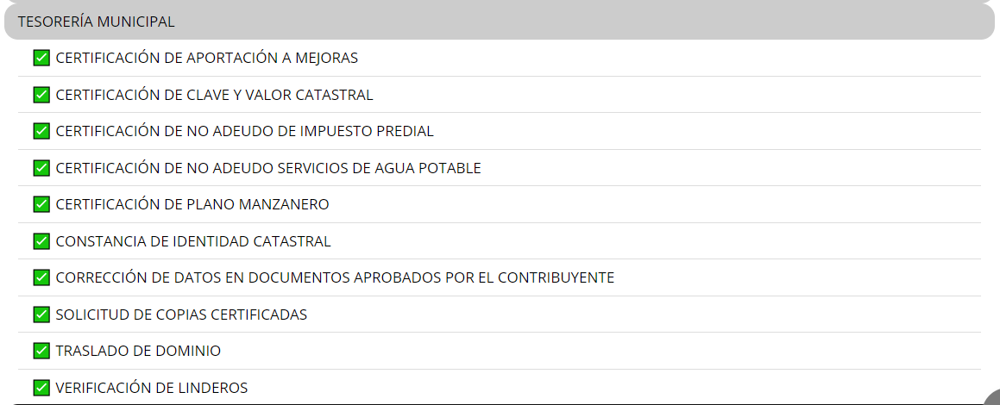 TESORERÍA MUNICIPAL
CERTIFICACIÓN DE APORTACIÓN A MEJORAS
CERTIFICACIÓN DE CLAVE Y VALOR CATASTRAL
CERTIFICACIÓN DE NO ADEUDO DE IMPUESTO PREDIAL
CERTIFICACIÓN DE NO ADEUDO SERVICIOS DE AGUA POTABLE
CERTIFICACIÓN DE PLANO MANZANERO
CONSTANCIA DE IDENTIDAD CATASTRAL
CORRECCIÓN DE DATOS EN DOCUMENTOS APROBADOS POR EL CONTRIBUYENTE
SOLICITUD DE COPIAS CERTIFICADAS
TRASLADO DE DOMINIO
VERIFICACIÓN DE LINDEROS